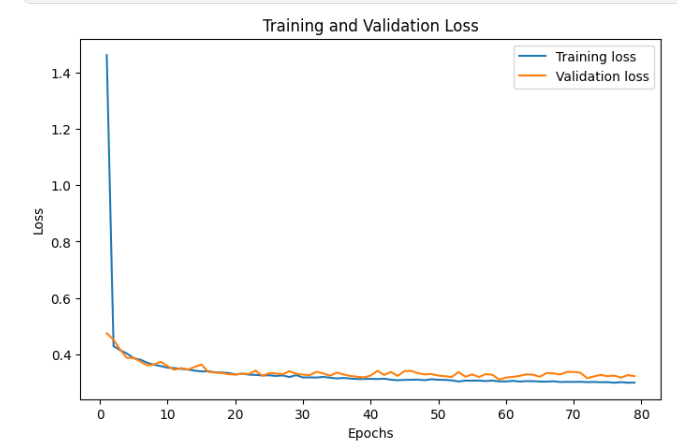 Training and Validation Loss
Training loss
Validation loss
1.4
1.2
1.0
0.8
0.6
0.4
Loss
0 10 20 30 40 50 60 70 80
Epochs